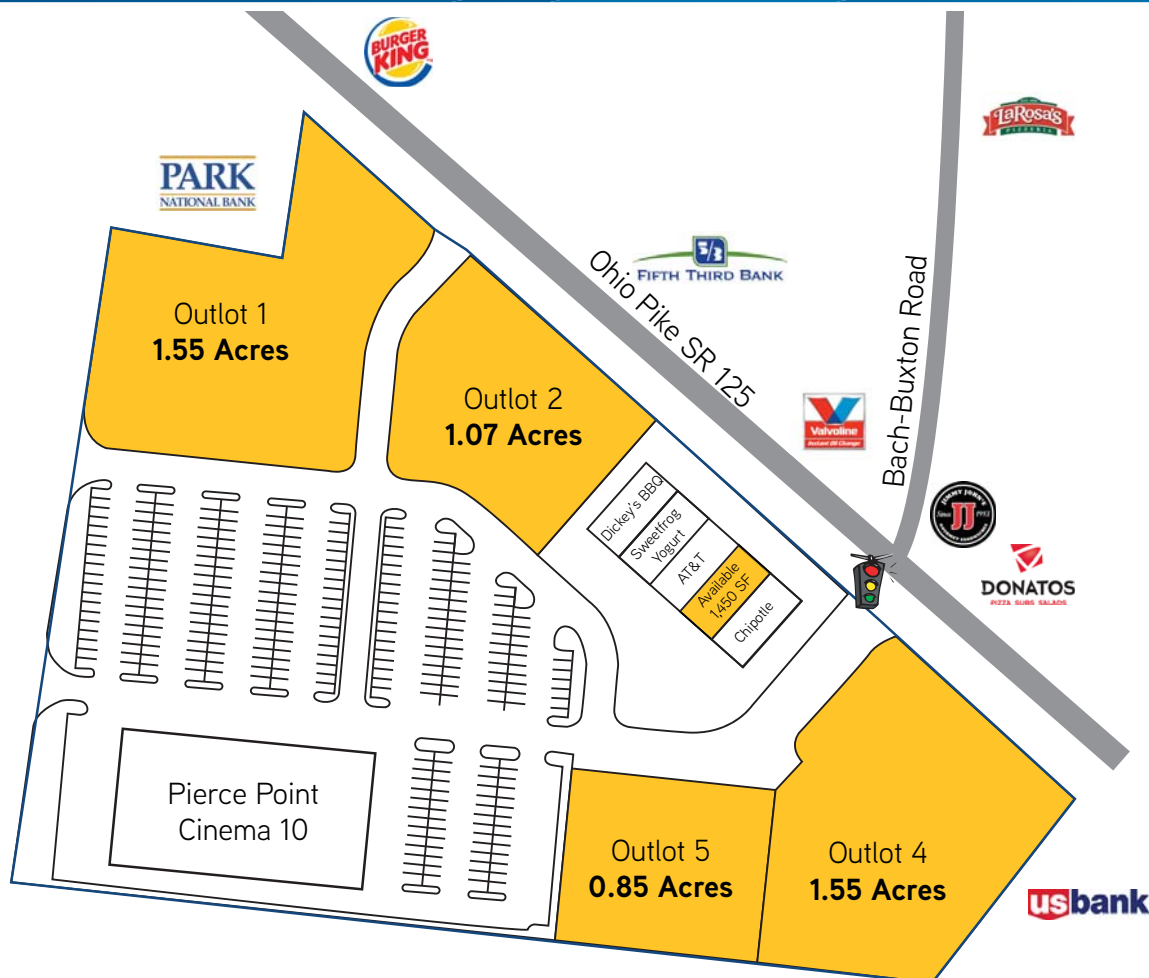 BURGER
KING
LaRosa's
PIZZERIA
PARK
NATIONAL BANK
5/3
FIFTH THIRD BANK
Ohio Pike SR 125
Bach-Buxton Road
Outlot 1
1.55 Acres
Outlot 2
1.07 Acres
Valvoline
Instant Oil Change
Dickey's BBQ
Sweetfrog
Yogurt
AT&T
Available
1,450 SF
Chipotle
JIMMY JOHN'S
Since 1983
JJ
DONATOS
PIZZA SUBS SALADS
Pierce Point
Cinema 10
Outlot 5
0.85 Acres
Outlot 4
1.55 Acres
usbank